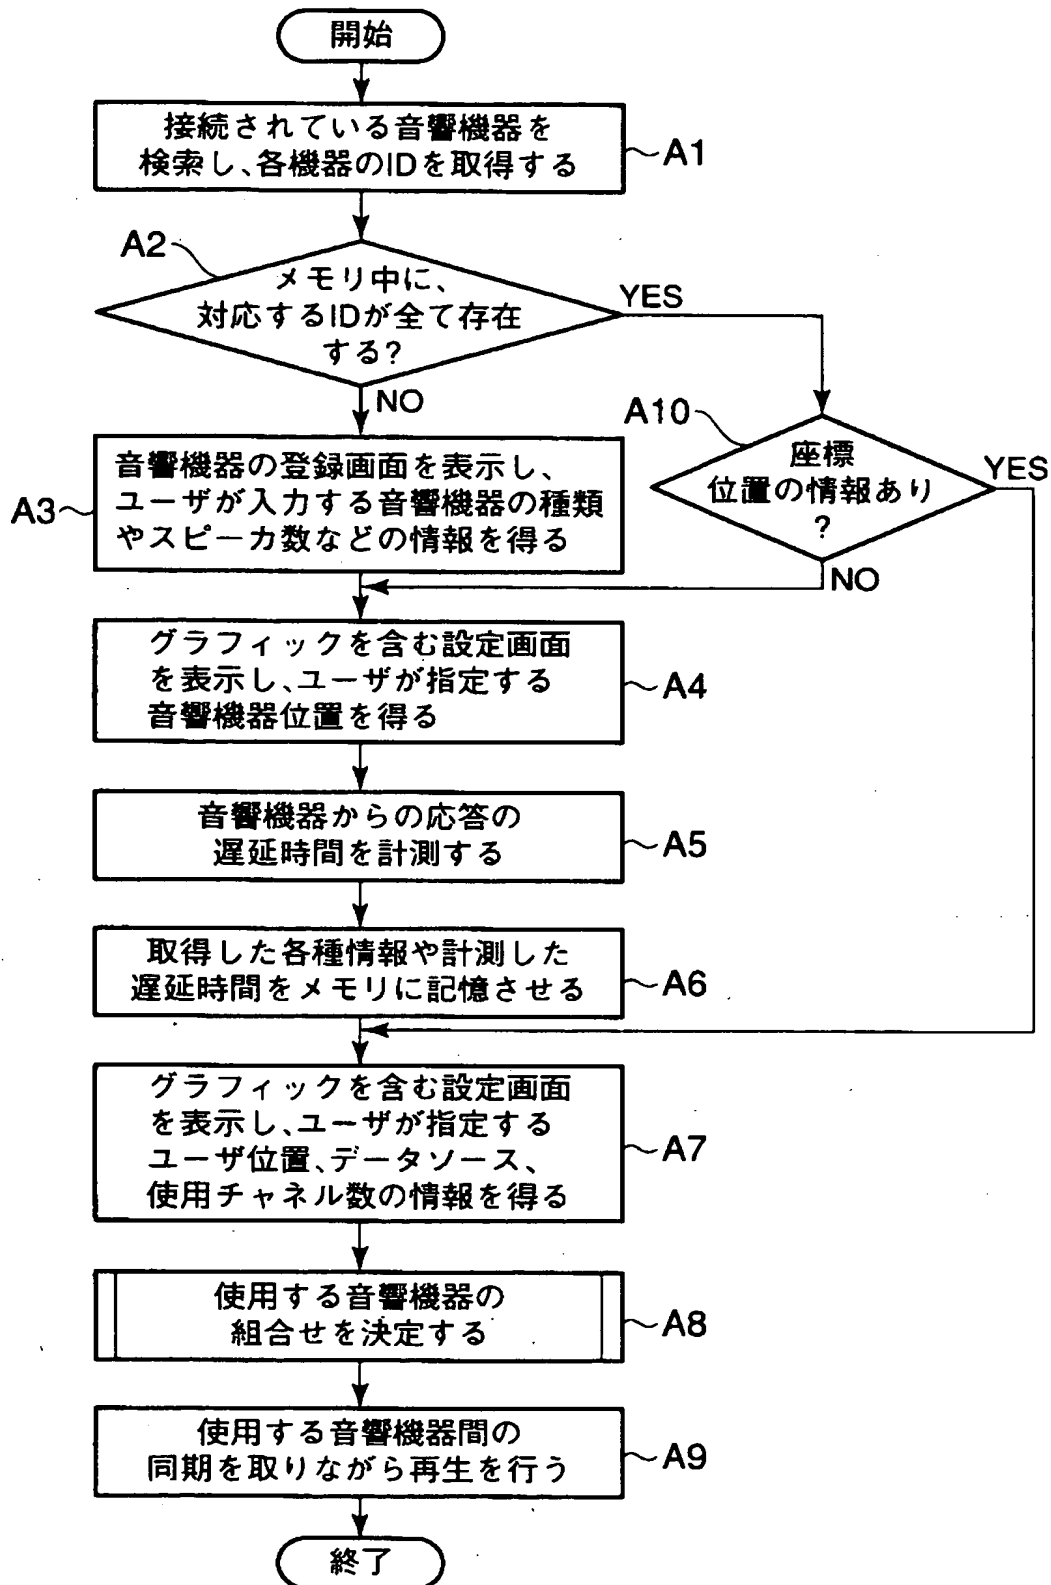 開始
接続されている音響機器を
検索し、各機器のIDを取得する
A1
A2
メモリ中に、
対応するIDが全て存在
する?
YES
NO
A10
座標
位置の情報あり
?
YES
NO
A3
音響機器の登録画面を表示し、
ユーザが入力する音響機器の種類
やスピーカ数などの情報を得る
グラフィックを含む設定画面
を表示し、ユーザが指定する
音響機器位置を得る
A4
音響機器からの応答の
遅延時間を計測する
A5
取得した各種情報や計測した
遅延時間をメモリに記憶させる
A6
グラフィックを含む設定画面
を表示し、ユーザが指定する
ユーザ位置、データソース、
使用チャネル数の情報を得る
A7
使用する音響機器の
組合せを決定する
A8
使用する音響機器間の
同期を取りながら再生を行う
A9
終了